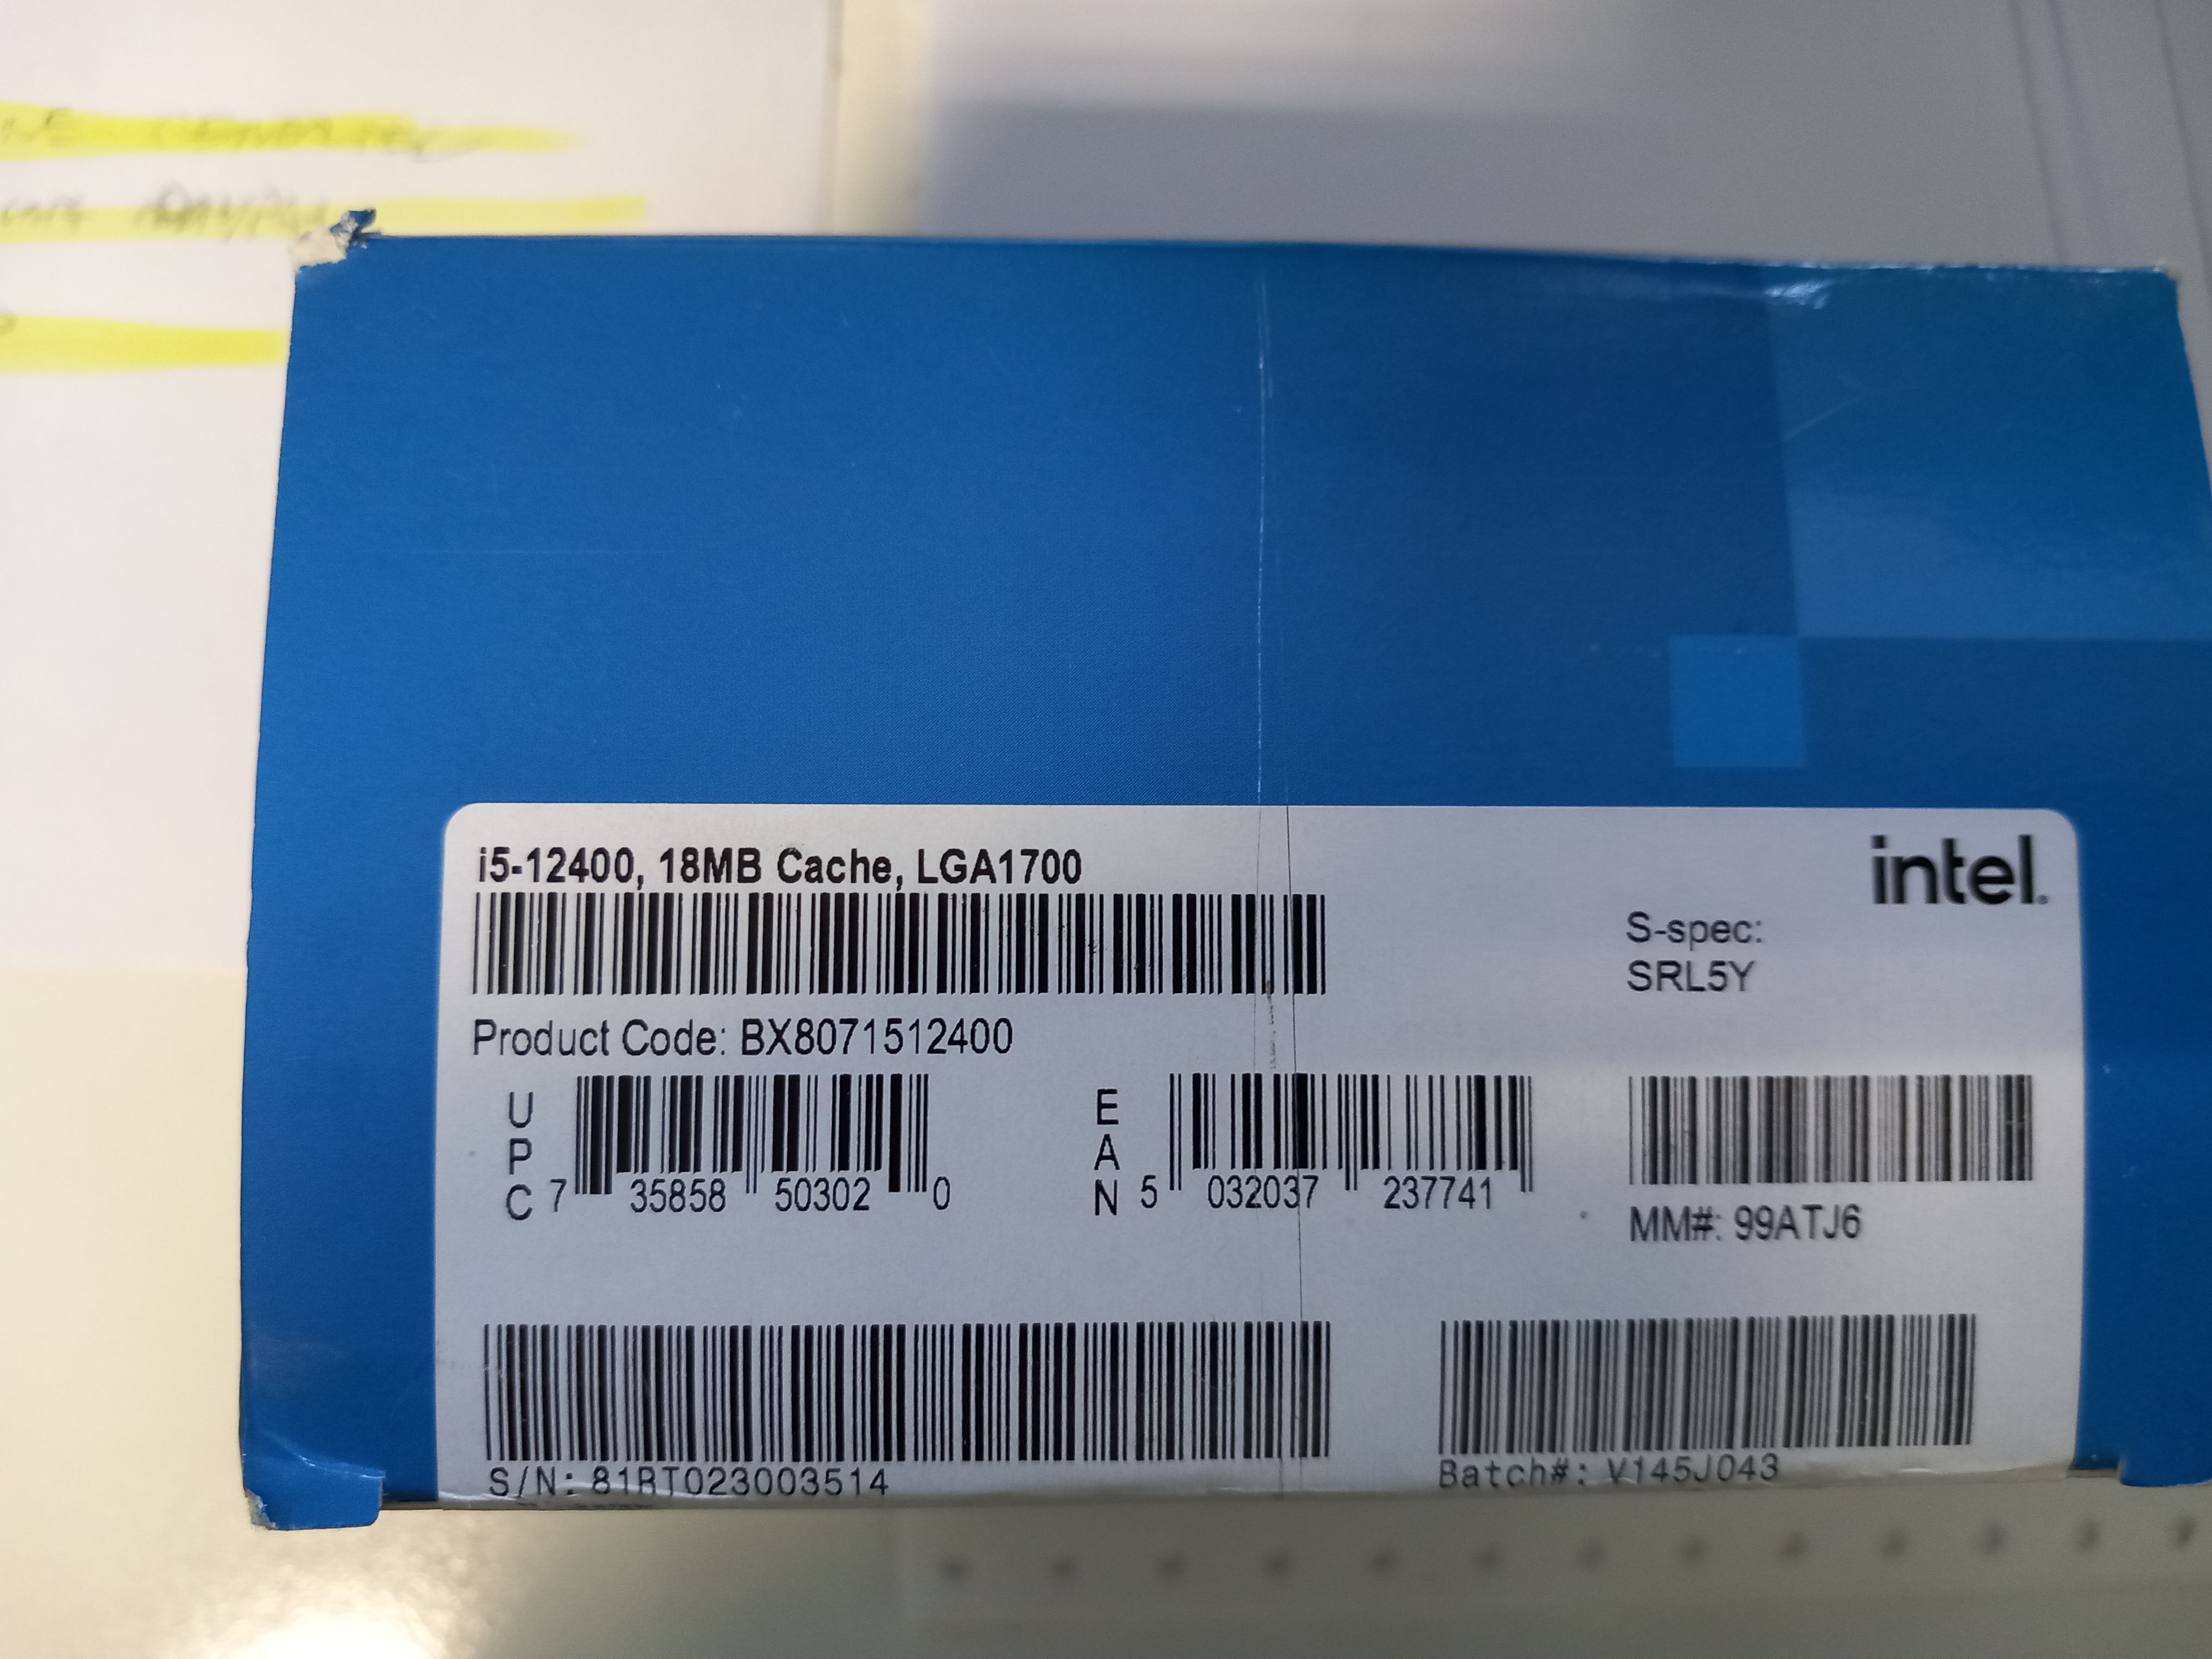 i5-12400, 18MB Cache, LGA1700
intel.
S-spec:
SRL5Y
Product Code: BX8071512400
UPC 7 35858 50302 0
EAN 5 032037 237741
MM#: 99ATJ6
S/N: 81RT023003514
Batch#: V145J043